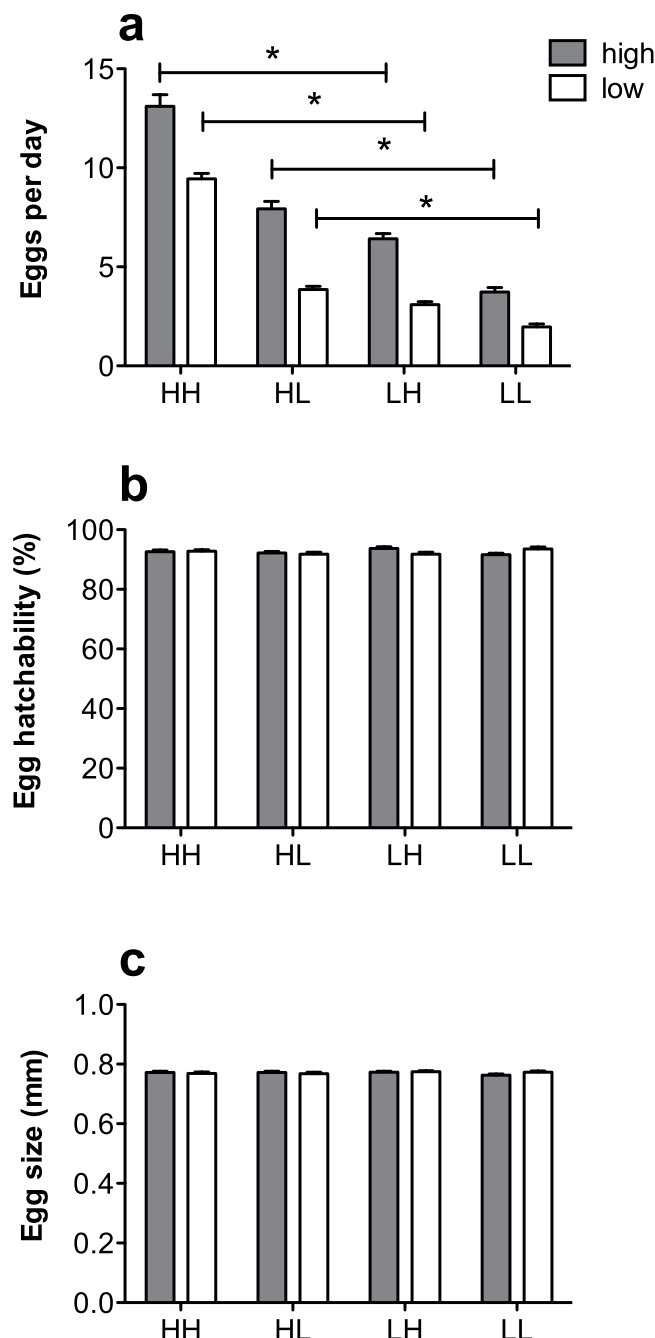 a
high
low
*
*
*
*
Eggs per day
15
10
5
0
HH HL LH LL
b
Egg hatchability (%)
100
80
60
40
20
0
HH HL LH LL
c
Egg size (mm)
1.0
0.8
0.6
0.4
0.2
0.0
HH HL LH LL